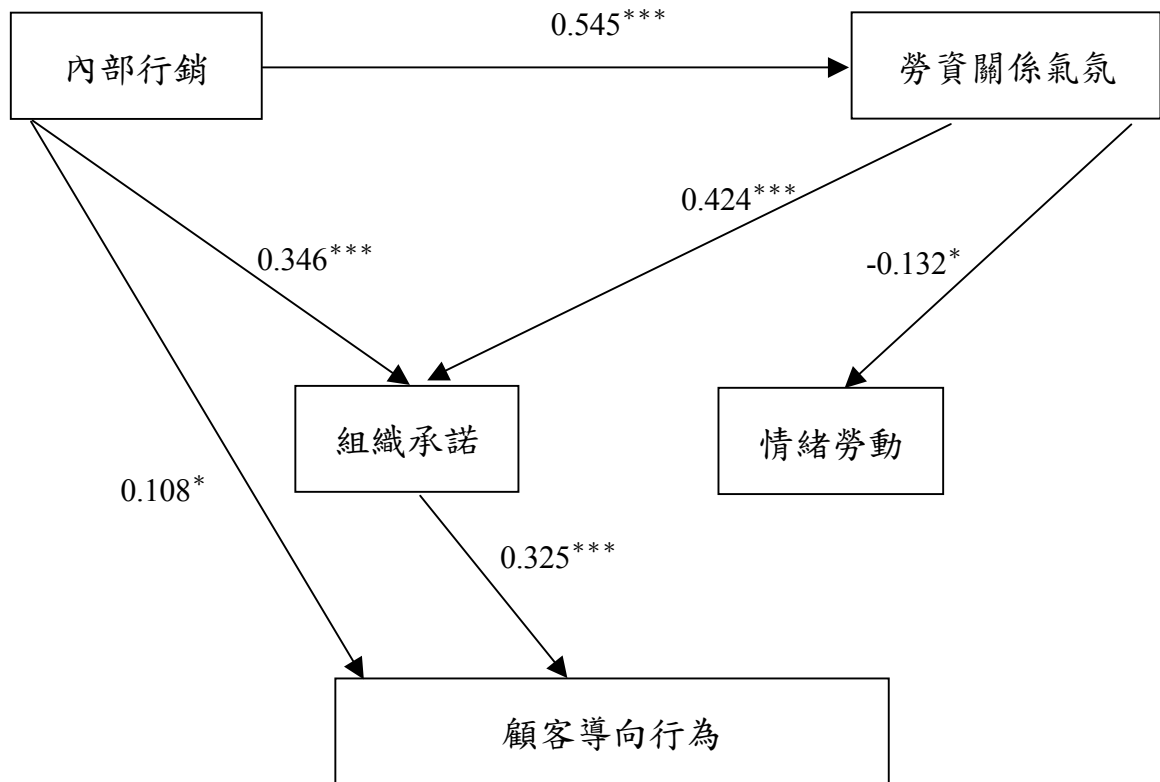 0.545***
內部行銷
勞資關係氣氛
0.424***
0.346***
-0.132*
組織承諾
情緒勞動
0.108*
0.325***
顧客導向行為